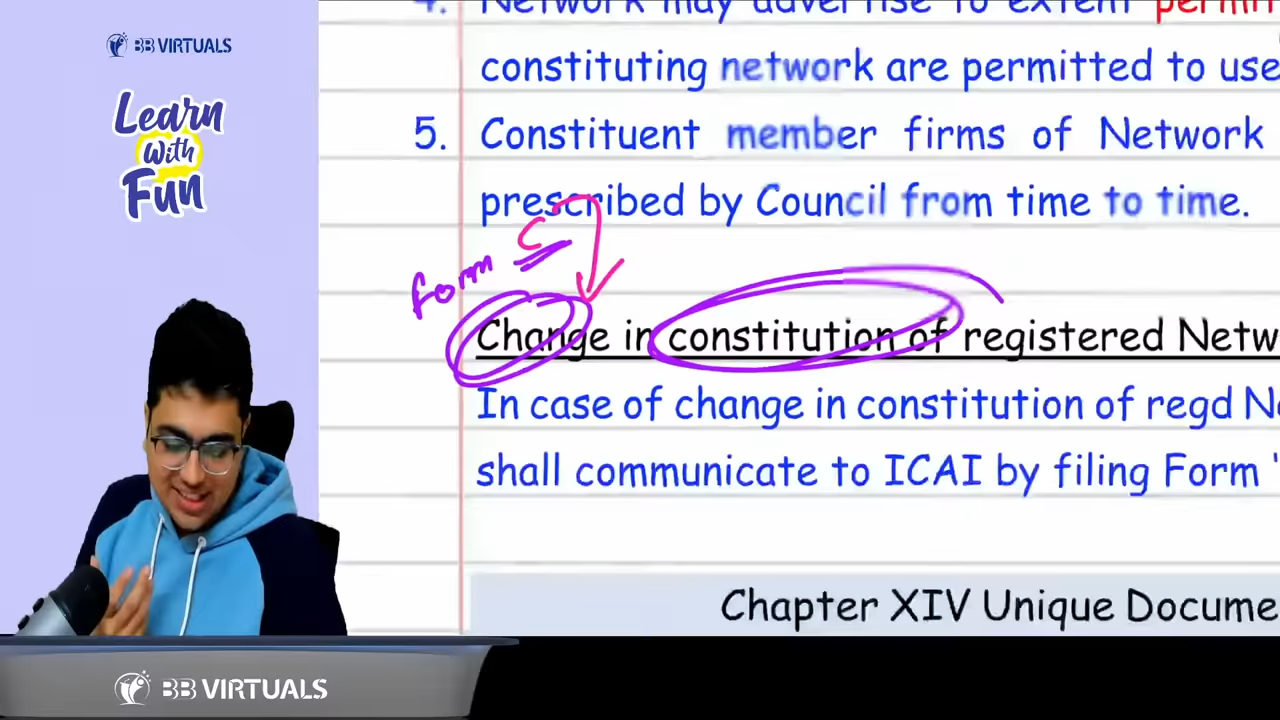 BB VIRTUALS
Learn
With
Fun
4. Network may advertise to extent permit
constituting network are permitted to use
5. Constituent member firms of Network
prescribed by Council from time to time.
Form C
Change in constitution of registered Netw
In case of change in constitution of regd N
shall communicate to ICAI by filing Form '
Chapter XIV Unique Docume
BB VIRTUALS